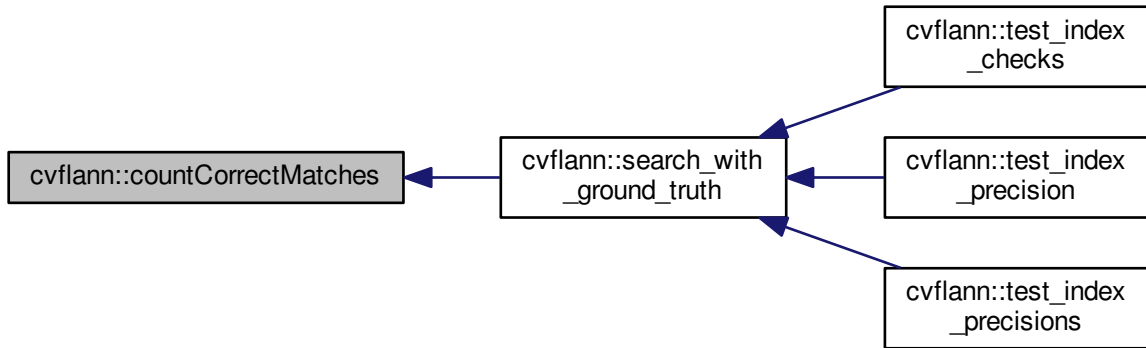 cvflann::countCorrectMatches
cvflann::search_with
_ground_truth
cvflann::test_index
_checks
cvflann::test_index
_precision
cvflann::test_index
_precisions